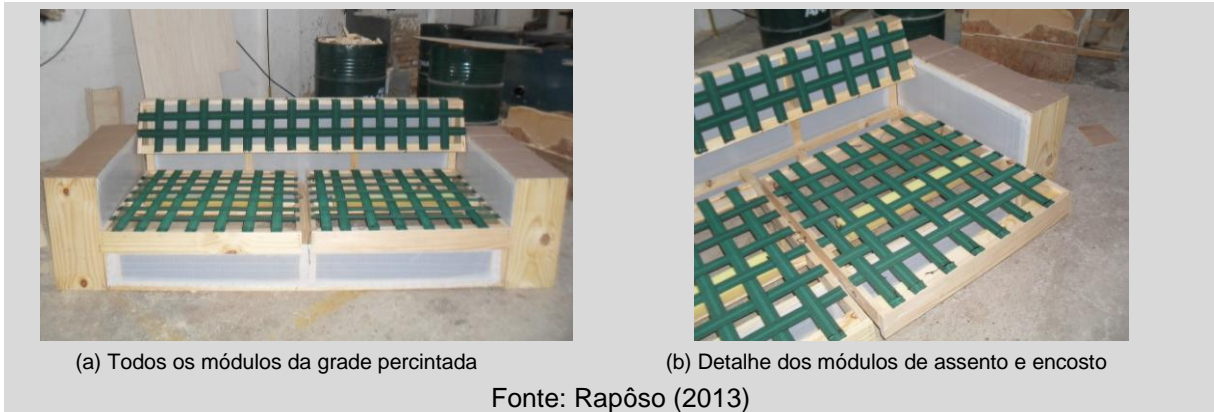 (a) Todos os módulos da grade percintada
(b) Detalhe dos módulos de assento e encosto
Fonte: Rapôso (2013)